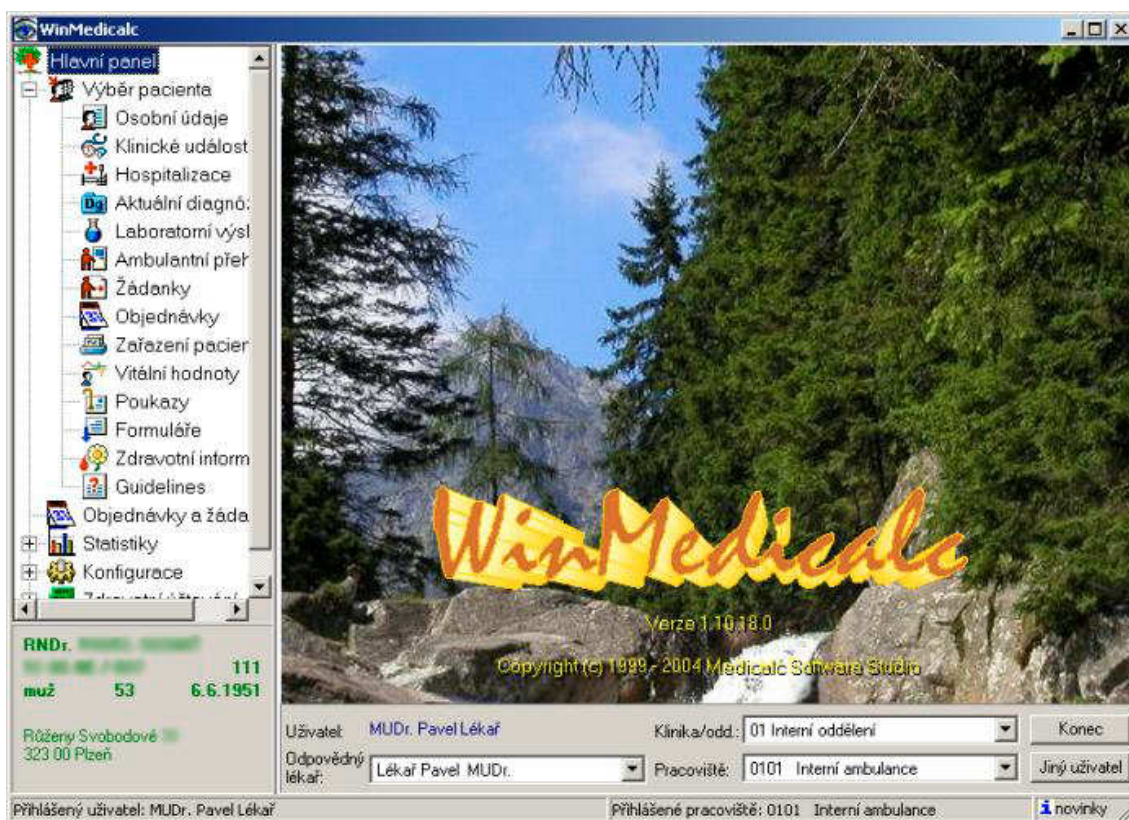 WinMedicalc
Hlavní panel
Výběr pacienta
Osobní údaje
Klinické událost
Hospitalizace
Aktuální diagnóz
Laboratorní výsl
Ambulantní přeh
Žádanky
Objednávky
Zařazení pacien
Vitální hodnoty
Poukazy
Formuláře
Zdravotní inform
Guidelines
Objednávky a žáda
Statistiky
Konfigurace
Zdravotní účtování
RNDr.
111
muž 53 6.6.1951
Růženy Svobodové
323 00 Plzeň
WinMedicalc
Verze 1.10.18.0
Copyright (c) 1999 - 2004 Medicalc Software Studio
Uživatel: MUDr. Pavel Lékař Klinika/odd.: 01 Interní oddělení Konec
Odpovědný lékař: Lékař Pavel MUDr. Pracoviště: 0101 Interní ambulance Jiný uživatel
Přihlášený uživatel: MUDr. Pavel Lékař Přihlášené pracoviště: 0101 Interní ambulance novinky